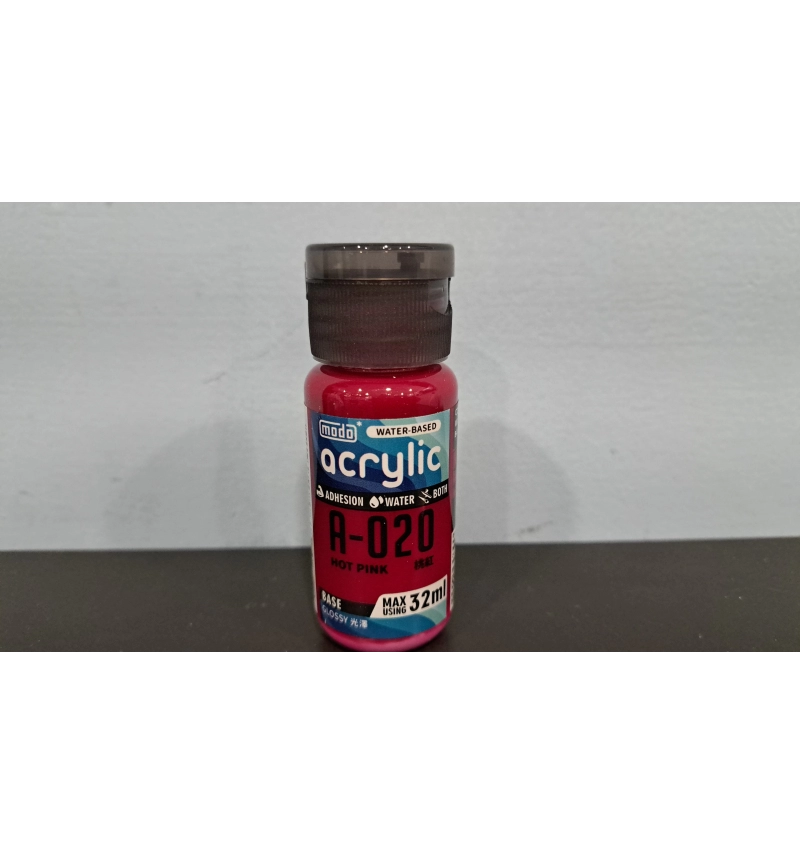 modo
WATER-BASED
acrylic
ADHESION WATER BOTH
A-020
HOT PINK
BASE
MAX USING 32ml
GLOSSY 光澤